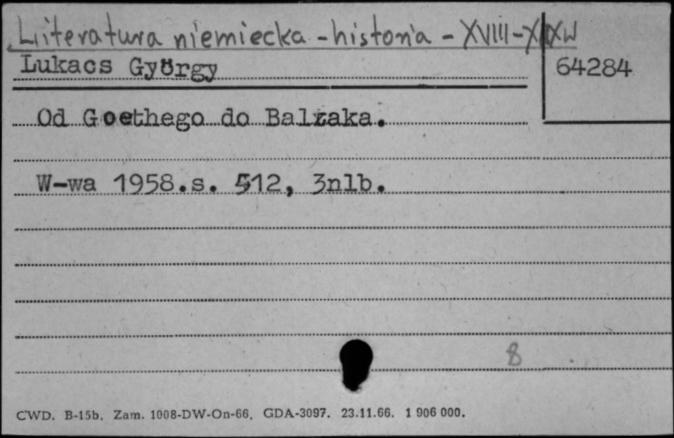 Literatura niemiecka - historia - XVIII-XIXW
Lukacs György
64284
Od Goethego do Balzaka.
W-wa 1958.s. 512, 3nlb.
8
CWD. B-15b. Zam. 1008-DW-On-66. GDA-3097. 23.11.66. 1 906 000.